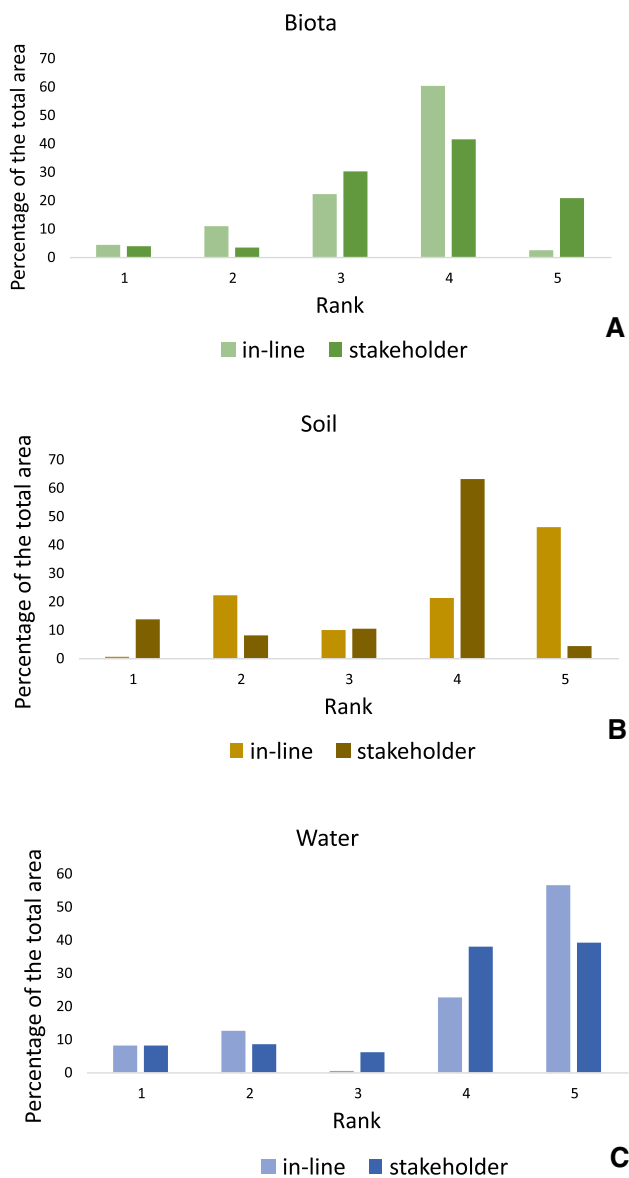 Biota
Percentage of the total area
70
60
50
40
30
20
10
0
1 2 3 4 5
Rank
A
in-line stakeholder
Soil
Percentage of the total area
70
60
50
40
30
20
10
0
1 2 3 4 5
Rank
B
in-line stakeholder
Water
Percentage of the total area
60
50
40
30
20
10
0
1 2 3 4 5
Rank
C
in-line stakeholder